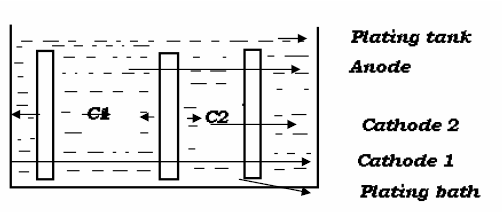 Plating tank
Anode
C1
C2
Cathode 2
Cathode 1
Plating bath